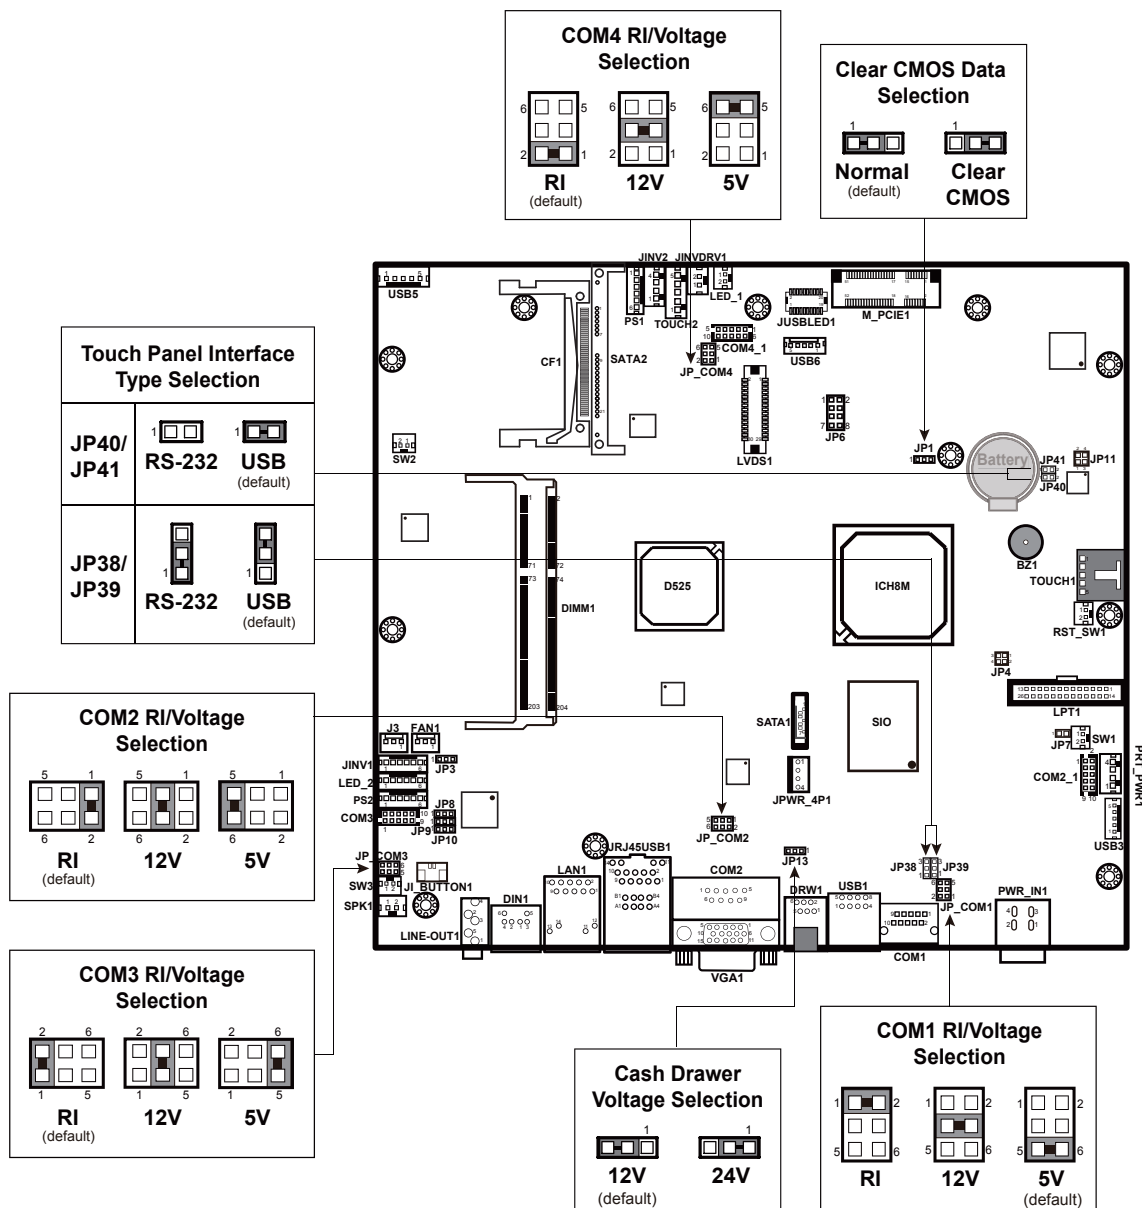 COM4 RI/Voltage
Selection
6 5
2 1
RI
(default)
6 5
2 1
12V
6 5
2 1
5V
Clear CMOS Data
Selection
1
Normal
(default)
1
Clear
CMOS
Touch Panel Interface
Type Selection
JP40/
JP41
1
RS-232
1
USB
(default)
JP38/
JP39
1
RS-232
1
USB
(default)
COM2 RI/Voltage
Selection
5 1
6 2
RI
(default)
5 1
6 2
12V
5 1
6 2
5V
COM3 RI/Voltage
Selection
2 6
1 5
RI
(default)
2 6
1 5
12V
2 6
1 5
5V
Cash Drawer
Voltage Selection
1
12V
(default)
1
24V
COM1 RI/Voltage
Selection
1 2
5 6
RI
1 2
5 6
12V
1 2
5 6
5V
(default)
USB5
JINV2
JINVDRV1
PS1
TOUCH2
LED_1
JUSBLED1
M_PCIE1
CF1
SATA2
COM4_1
JP_COM4
USB6
LVDS1
JP6
JP1
Battery
JP41
JP40
JP11
SW2
71
72
73
74
DIMM1
203
204
D525
ICH8M
BZ1
TOUCH1
RST_SW1
JP4
LPT1
SATA1
SIO
JP7
SW1
COM2_1
PRT_PWR1
USB3
J3
FAN1
JINV1
JP3
LED_2
PS2
COM3
JP8
JP9
JP10
JPWR_4P1
JP_COM2
JP13
JP_COM3
SW3
JI_BUTTON1
SPK1
LINE-OUT1
DIN1
LAN1
JRJ45USB1
COM2
VGA1
DRW1
USB1
COM1
JP38
JP39
JP_COM1
PWR_IN1